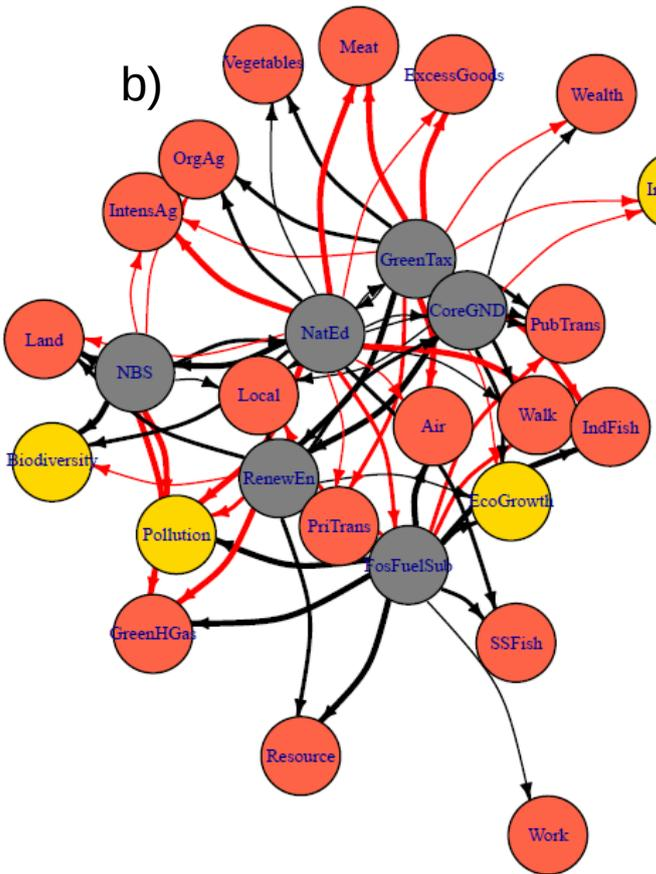 b)
Meat
Vegetables
ExcessGoods
Wealth
OrgAg
IntensAg
GreenTax
CoreGND
PubTrans
NatEd
Land
NBS
Local
Air
Walk
IndFish
Biodiversity
RenewEn
EcoGrowth
Pollution
PriTrans
FosFuelSub
GreenHGas
SSFish
Resource
Work